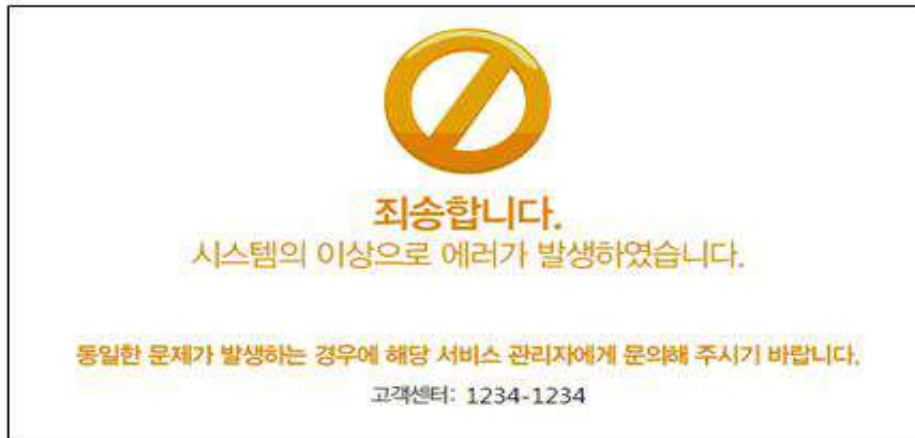 죄송합니다.
시스템의 이상으로 에러가 발생하였습니다.
동일한 문제가 발생하는 경우에 해당 서비스 관리자에게 문의해 주시기 바랍니다.
고객센터: 1234-1234